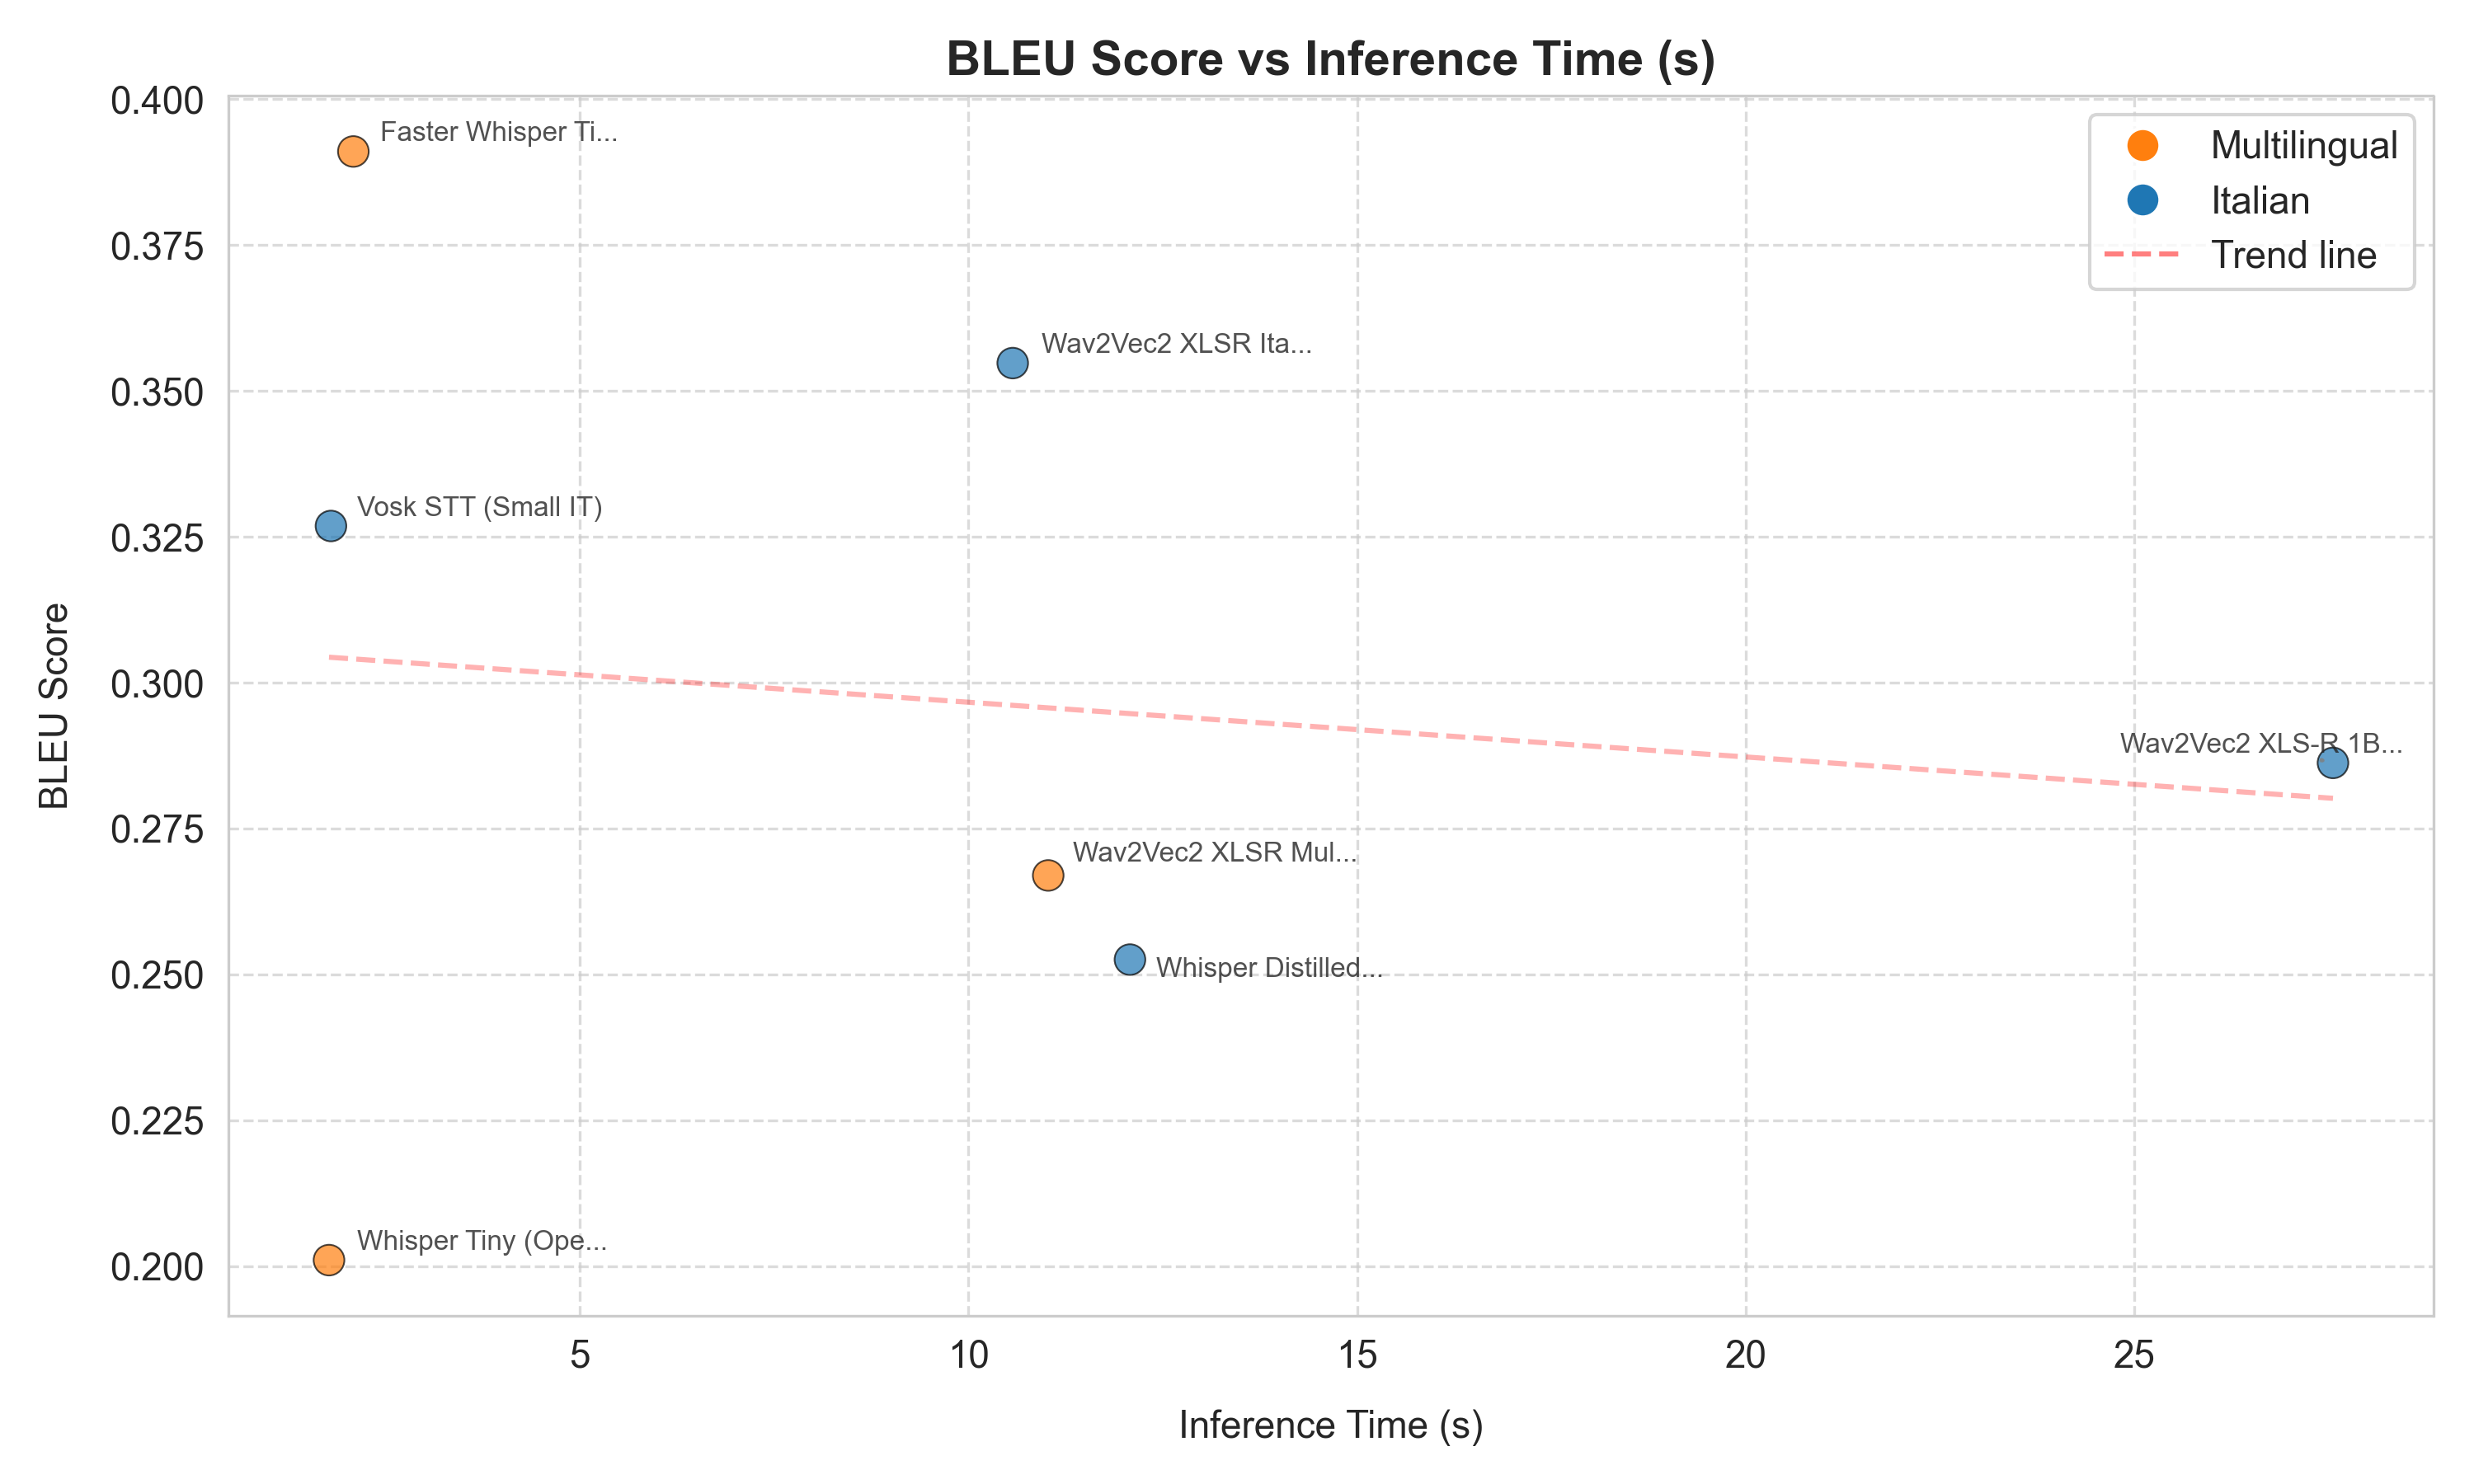 BLEU Score vs Inference Time (s)
0.400
0.375
0.350
0.325
0.300
0.275
0.250
0.225
0.200
BLEU Score
Faster Whisper Ti...
Wav2Vec2 XLSR Ita...
Vosk STT (Small IT)
Wav2Vec2 XLS-R 1B...
Wav2Vec2 XLSR Mul...
Whisper Distilled...
Whisper Tiny (Ope...
Multilingual
Italian
Trend line
5 10 15 20 25
Inference Time (s)